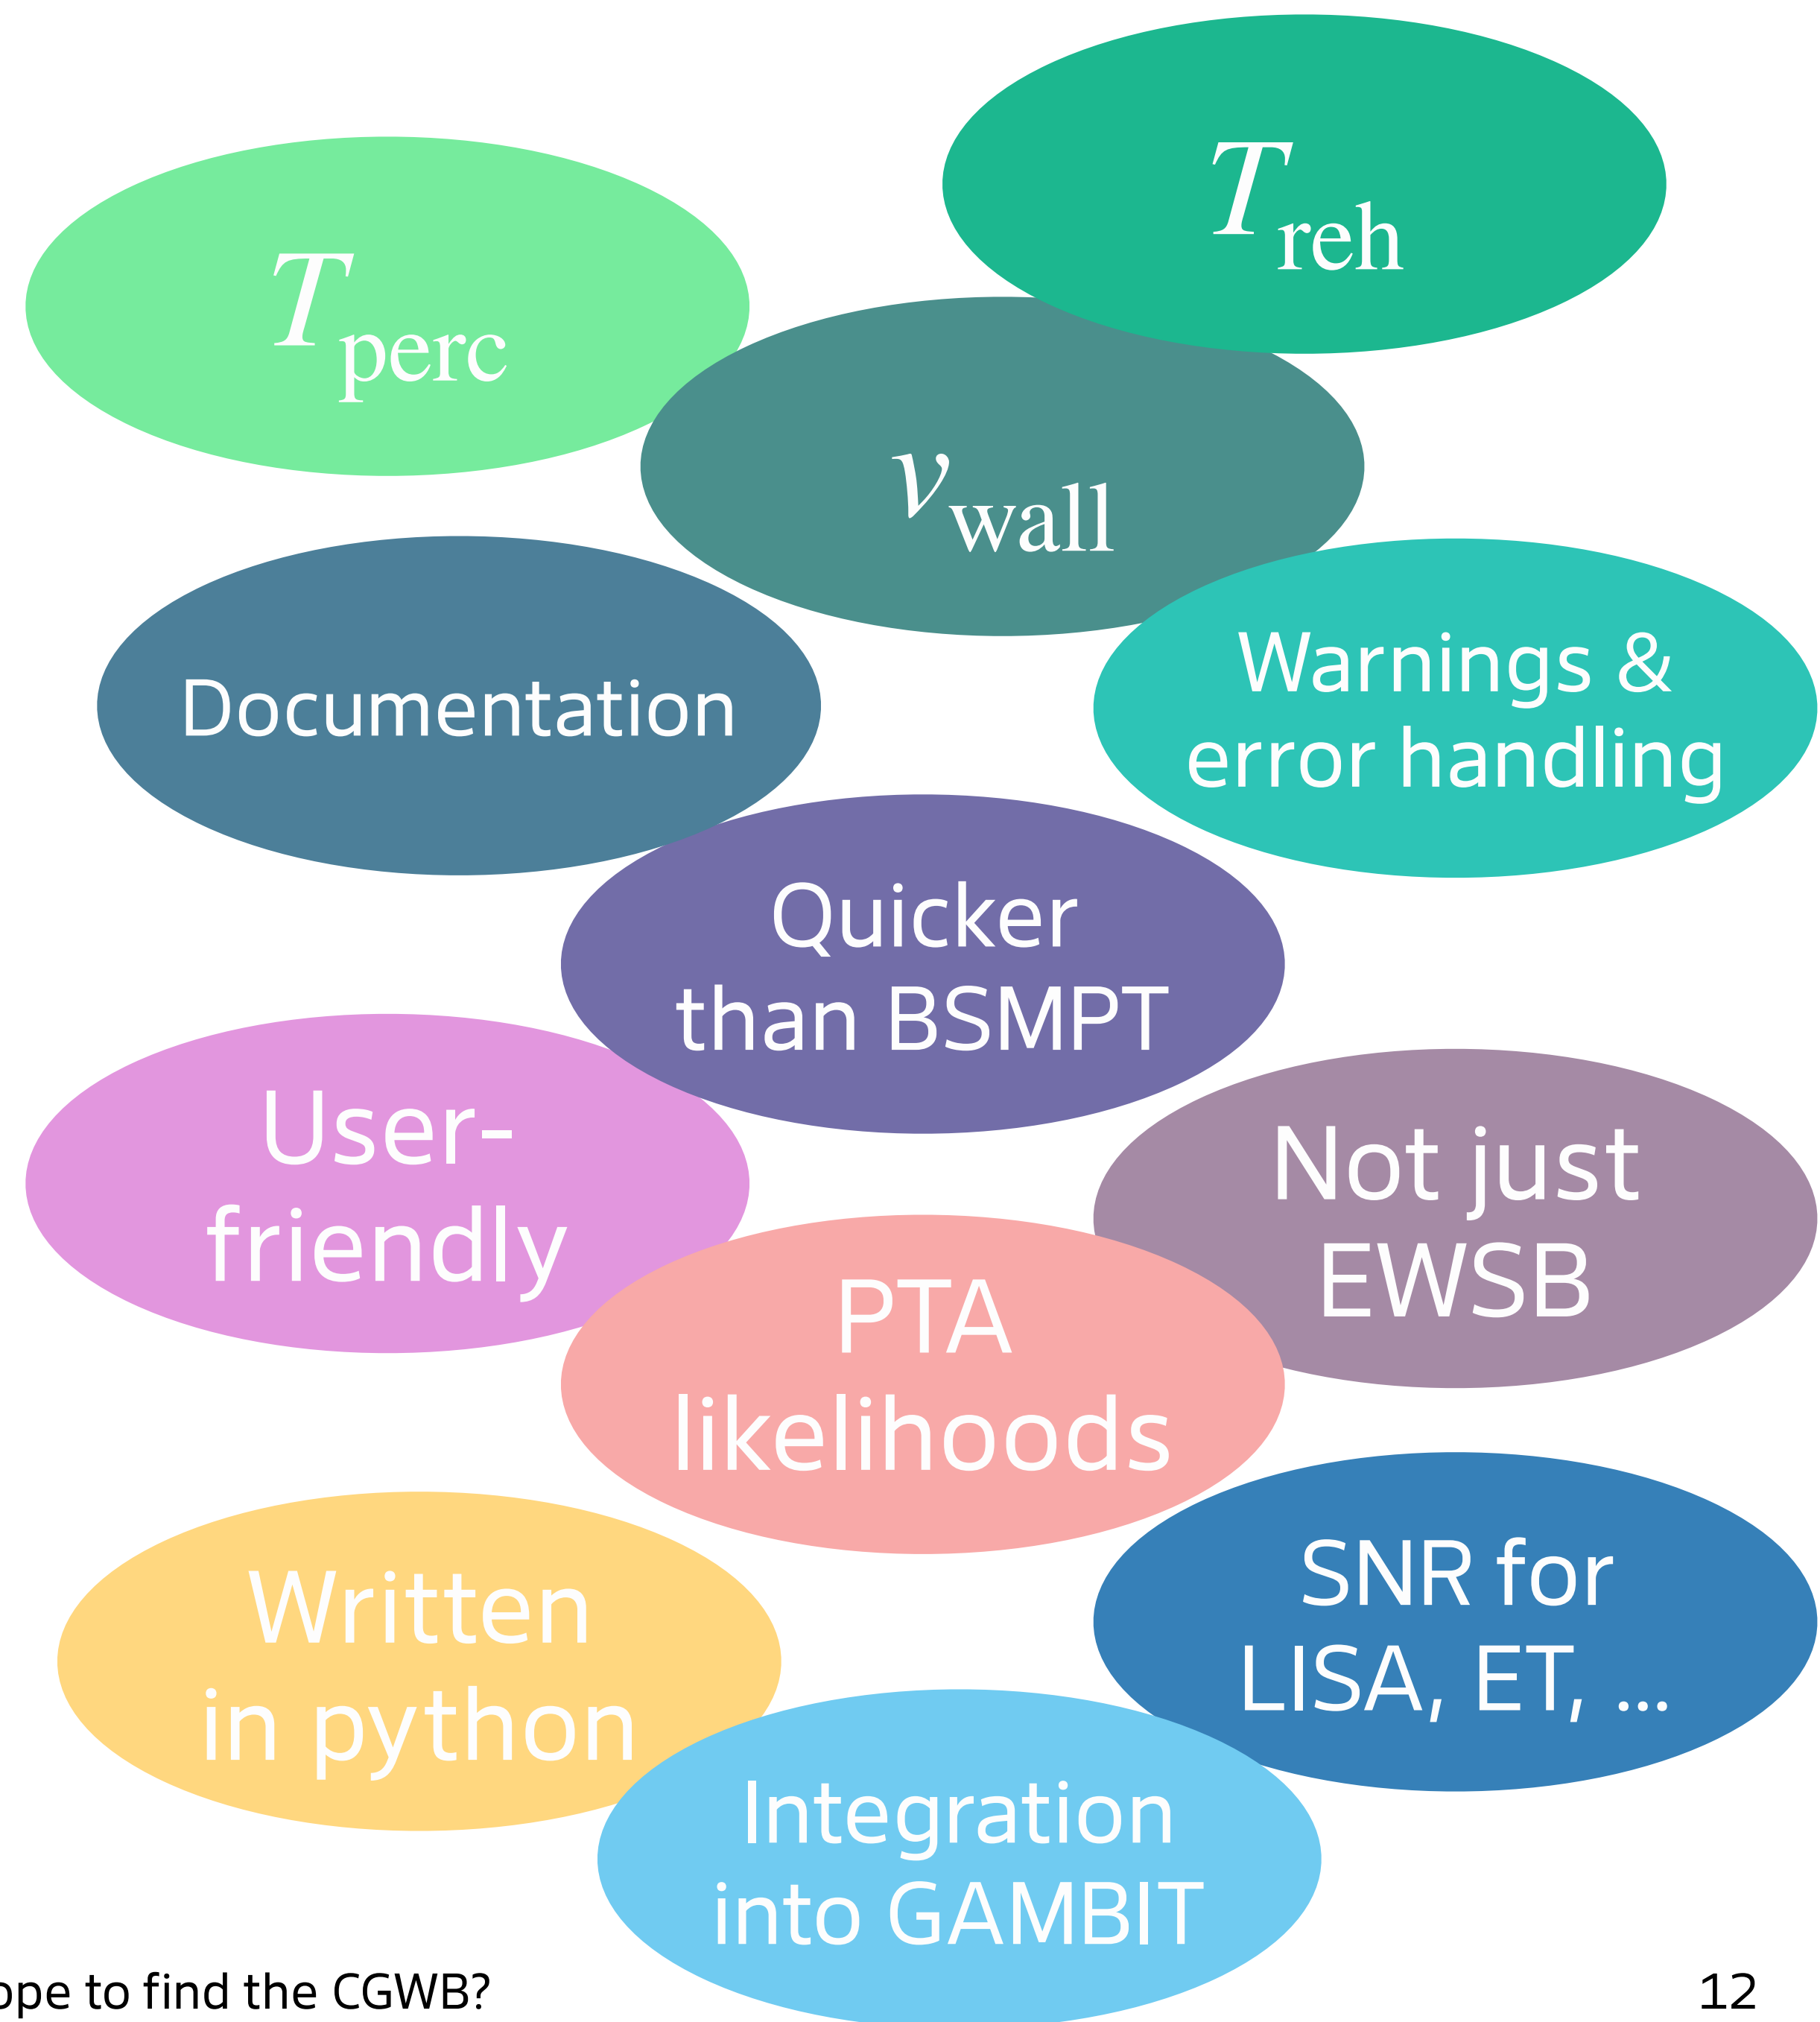 T_reh
T_perc
v_wall
Documentation
Warnings &
error handling
Quicker
than BSMPT
User-
friendly
Not just
EWSB
PTA
likelihoods
Written
in python
SNR for
LISA, ET, ...
Integration
into GAMBIT
to find the CGWB?
12